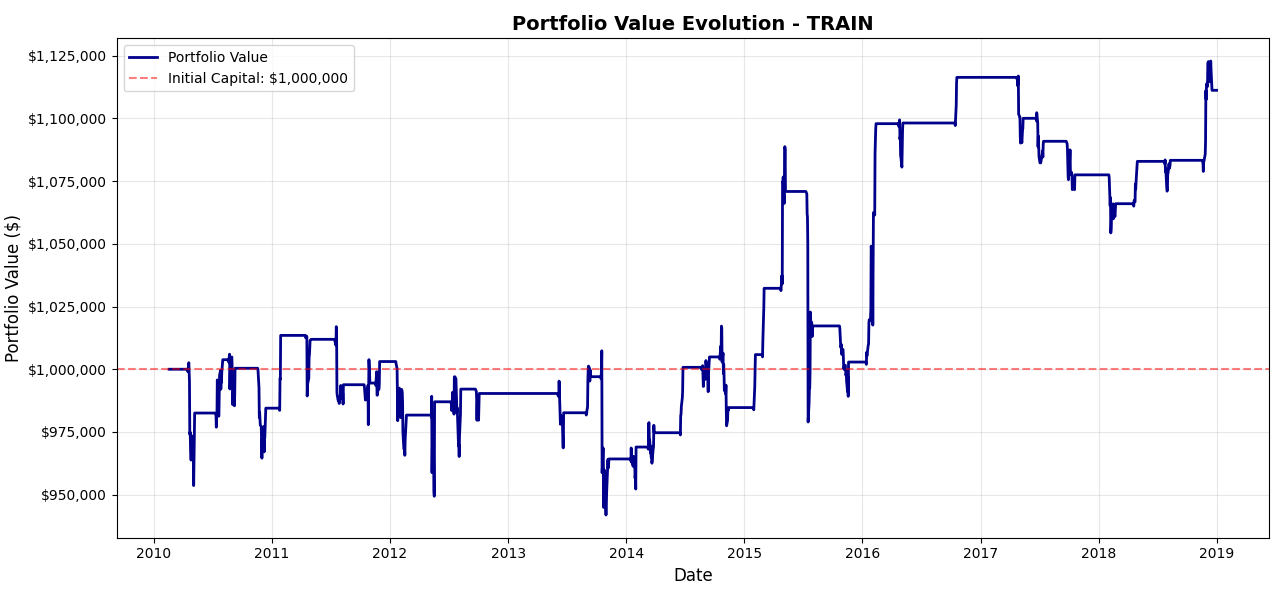 Portfolio Value Evolution - TRAIN
Portfolio Value
Initial Capital: $1,000,000
Portfolio Value ($)
$1,125,000
$1,100,000
$1,075,000
$1,050,000
$1,025,000
$1,000,000
$975,000
$950,000
2010 2011 2012 2013 2014 2015 2016 2017 2018 2019
Date